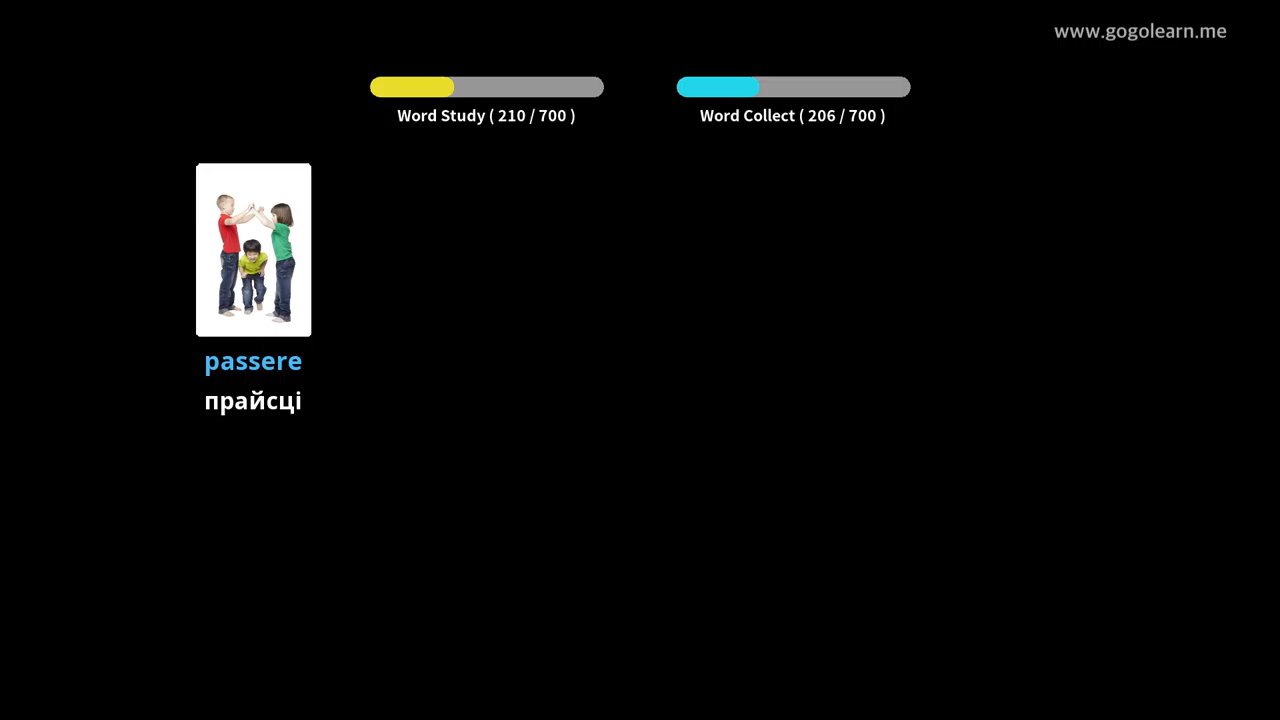 www.gogolearn.me
Word Study ( 210 / 700 )
Word Collect ( 206 / 700 )
passere
прайсці